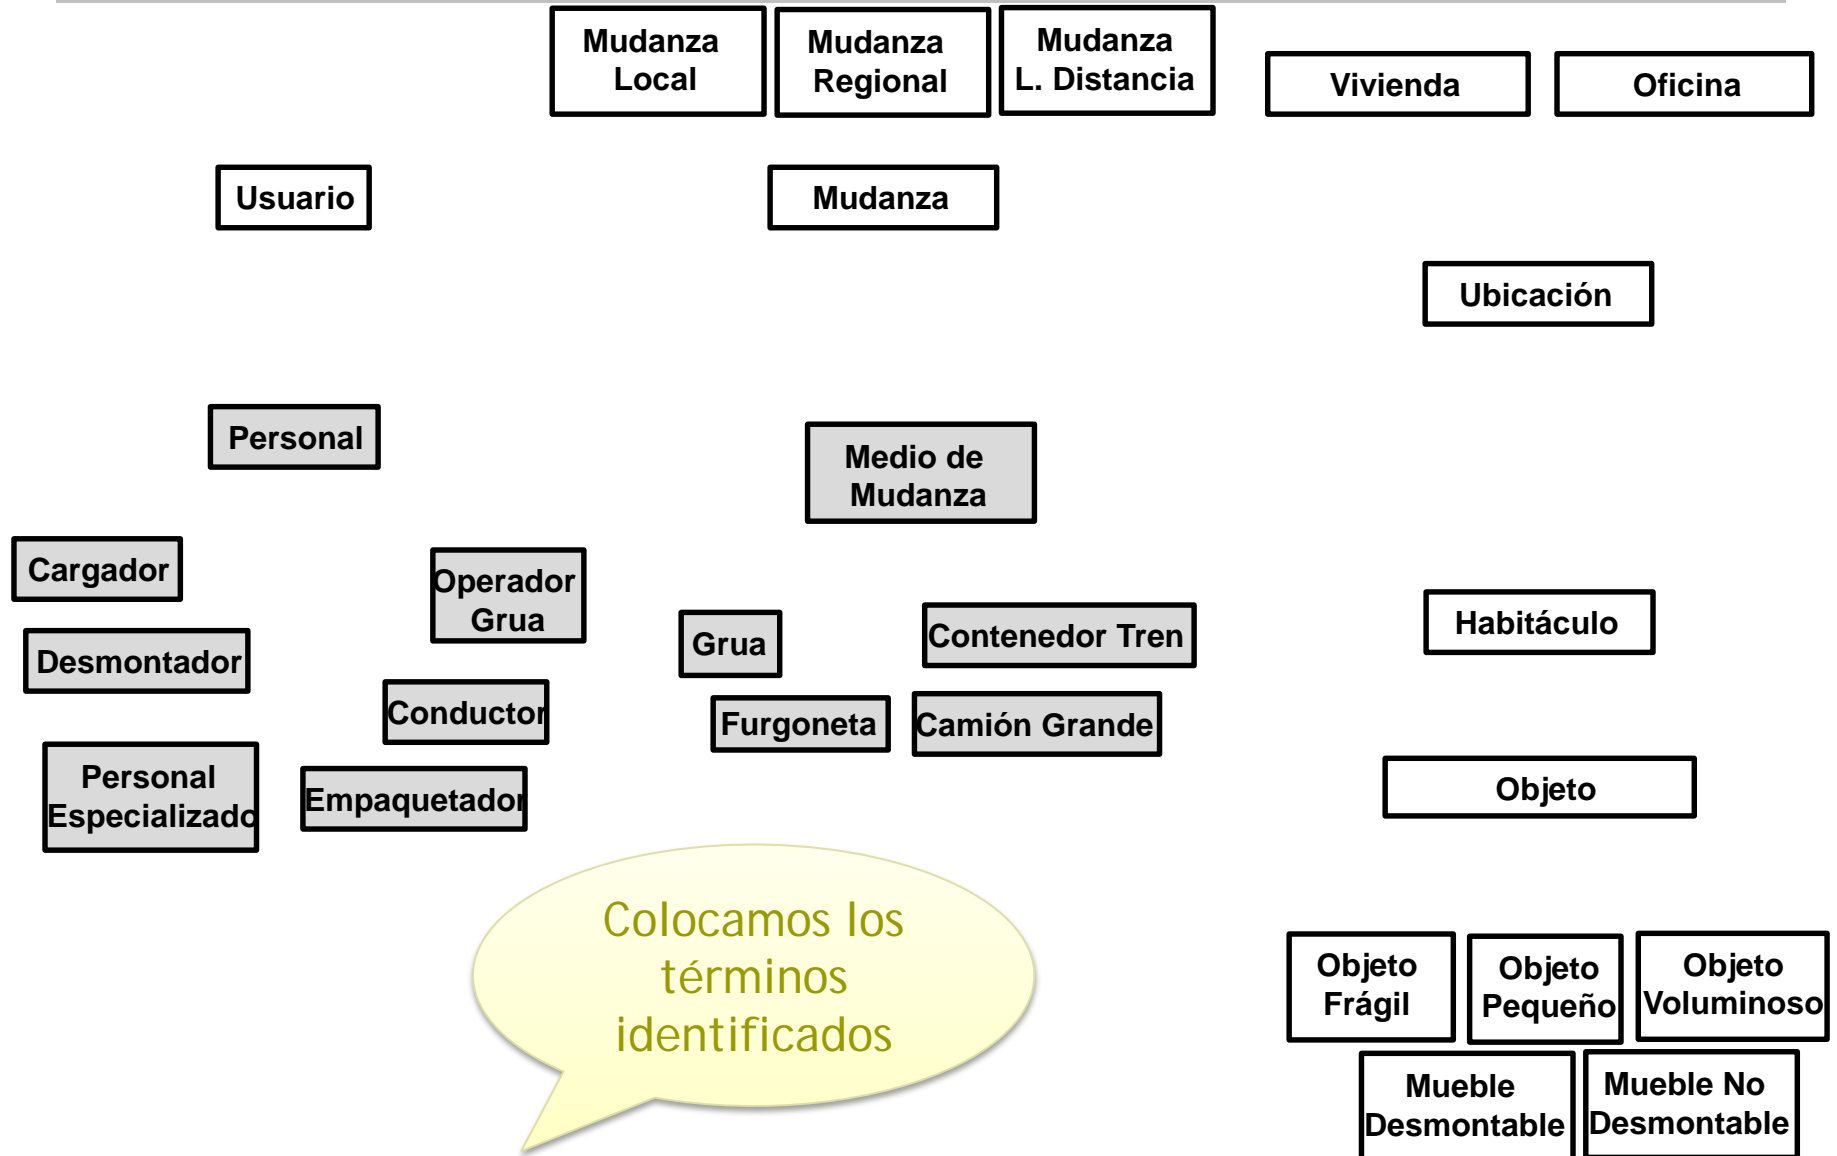 Mudanza
Local
Mudanza
Regional
Mudanza
L. Distancia
Vivienda
Oficina
Usuario
Mudanza
Ubicación
Personal
Medio de
Mudanza
Cargador
Operador
Grua
Desmontador
Grua
Contenedor Tren
Habitáculo
Conductor
Furgoneta
Camión Grande
Personal
Especializado
Empaquetador
Objeto
Colocamos los
términos
identificados
Objeto
Frágil
Objeto
Pequeño
Objeto
Voluminoso
Mueble
Desmontable
Mueble No
Desmontable